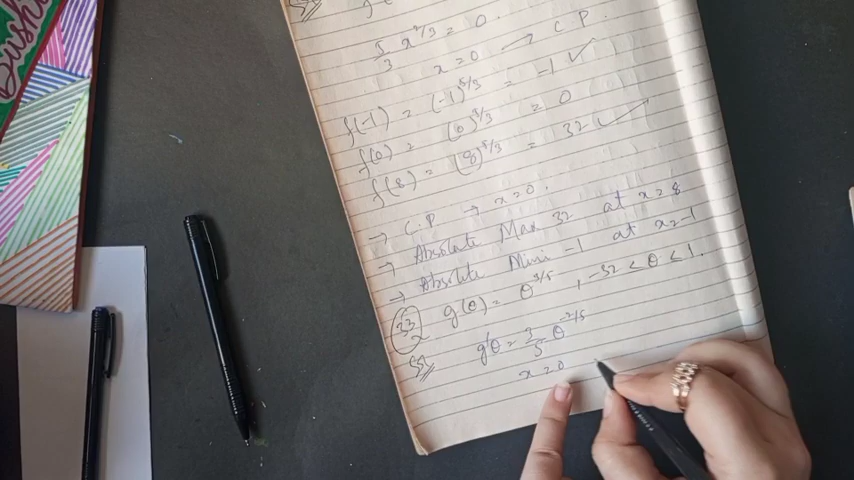 5/3 x^2/3 = 0.
x = 0 → C P.
f(-1) = (-1)^5/3 = -1 ✓
f(0) = (0)^5/3 = 0
f(8) = (8)^5/3 = 32 ✓
→ C.P → x = 0.
→ Absolute Max 32 at x = 8
→ Absolute Mini -1 at x = -1
33 g(θ) = θ^3/5 , -32 < θ < 1.
g'θ = 3/5 θ^-2/5
x = 0